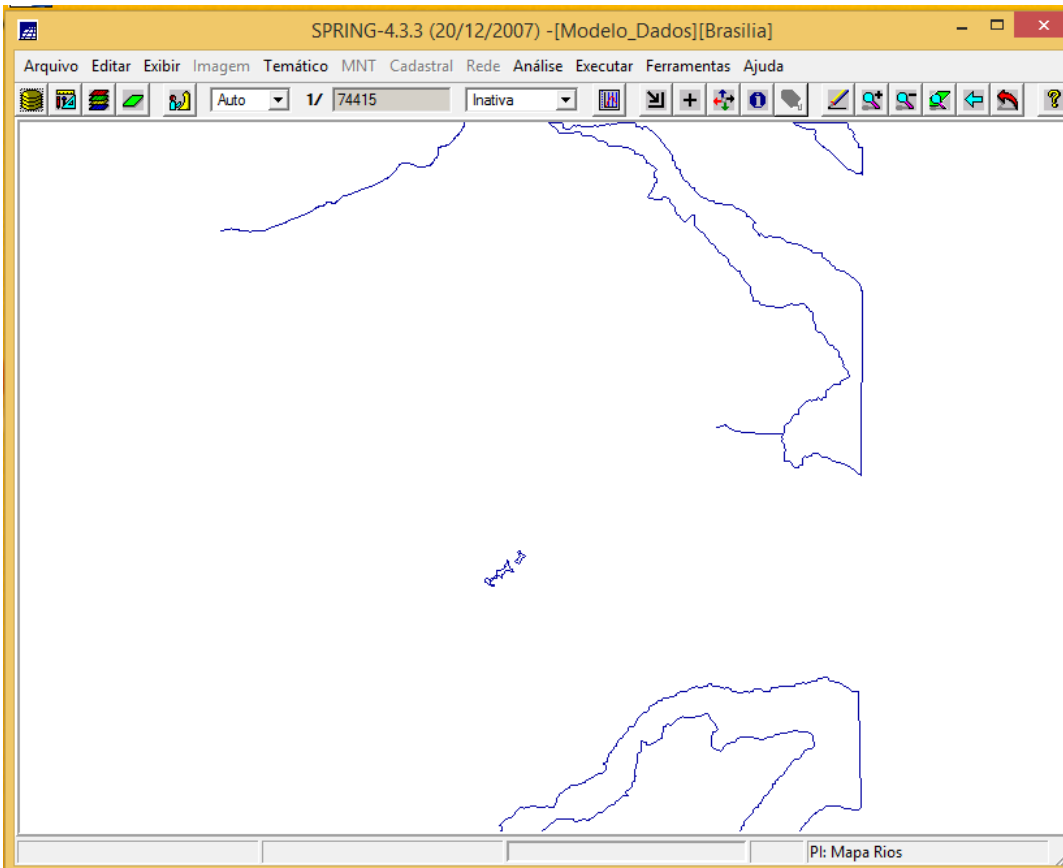 SPRING-4.3.3 (20/12/2007) -[Modelo_Dados][Brasilia]
Arquivo Editar Exibir Imagem Temático MNT Cadastral Rede Análise Executar Ferramentas Ajuda
Auto 1/ 74415 Inativa
PI: Mapa Rios